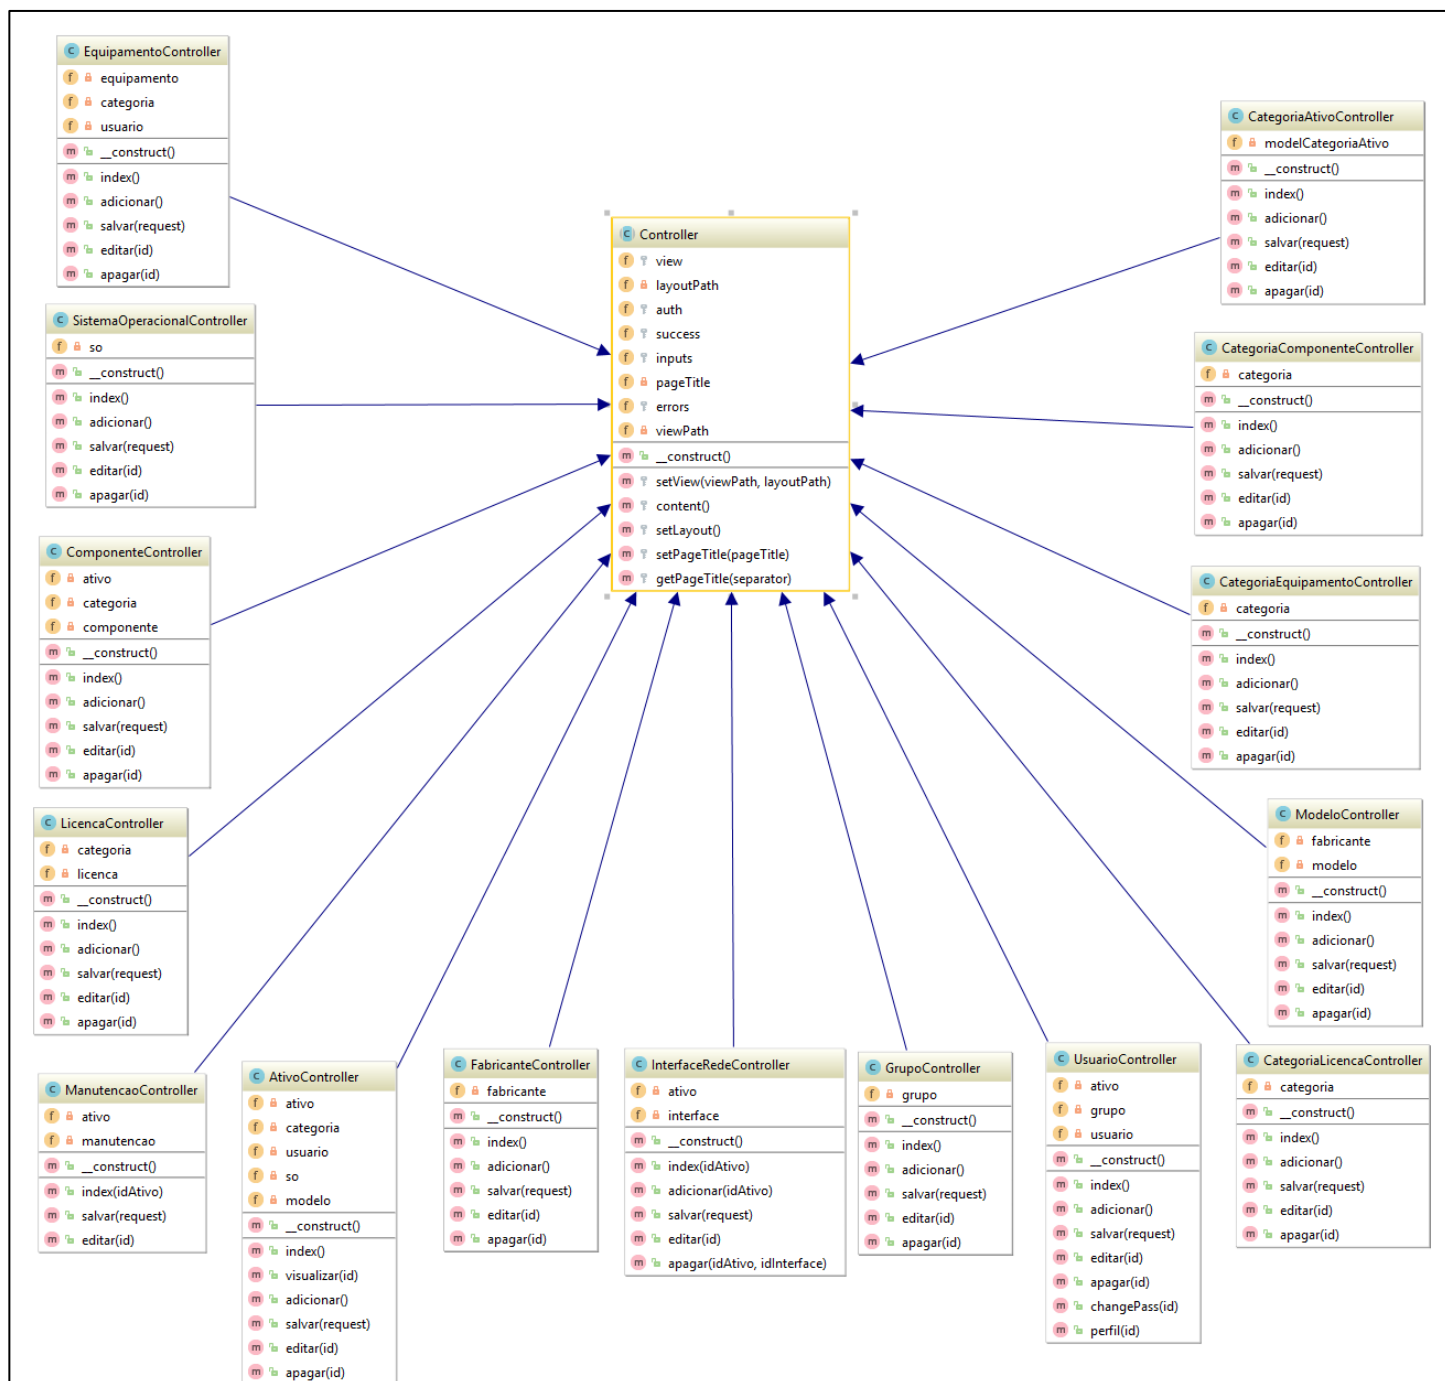 EquipamentoController
equipamento
categoria
usuario
__construct()
index()
adicionar()
salvar(request)
editar(id)
apagar(id)
SistemaOperacionalController
so
__construct()
index()
adicionar()
salvar(request)
editar(id)
apagar(id)
ComponenteController
ativo
categoria
componente
__construct()
index()
adicionar()
salvar(request)
editar(id)
apagar(id)
LicencaController
categoria
licenca
__construct()
index()
adicionar()
salvar(request)
editar(id)
apagar(id)
ManutencaoController
ativo
manutencao
__construct()
index(idAtivo)
salvar(request)
editar(id)
AtivoController
ativo
categoria
usuario
so
modelo
__construct()
index()
visualizar(id)
adicionar()
salvar(request)
editar(id)
apagar(id)
Controller
view
layoutPath
auth
success
inputs
pageTitle
errors
viewPath
__construct()
setView(viewPath, layoutPath)
content()
setLayout()
setPageTitle(pageTitle)
getPageTitle(separator)
FabricanteController
fabricante
__construct()
index()
adicionar()
salvar(request)
editar(id)
apagar(id)
InterfaceRedeController
ativo
interface
__construct()
index(idAtivo)
adicionar(idAtivo)
salvar(request)
editar(id)
apagar(idAtivo, idInterface)
GrupoController
grupo
__construct()
index()
adicionar()
salvar(request)
editar(id)
apagar(id)
UsuarioController
ativo
grupo
usuario
__construct()
index()
adicionar()
salvar(request)
editar(id)
apagar(id)
changePass(id)
perfil(id)
CategoriaAtivoController
modelCategoriaAtivo
__construct()
index()
adicionar()
salvar(request)
editar(id)
apagar(id)
CategoriaComponenteController
categoria
__construct()
index()
adicionar()
salvar(request)
editar(id)
apagar(id)
CategoriaEquipamentoController
categoria
__construct()
index()
adicionar()
salvar(request)
editar(id)
apagar(id)
ModeloController
fabricante
modelo
__construct()
index()
adicionar()
salvar(request)
editar(id)
apagar(id)
CategoriaLicencaController
categoria
__construct()
index()
adicionar()
salvar(request)
editar(id)
apagar(id)